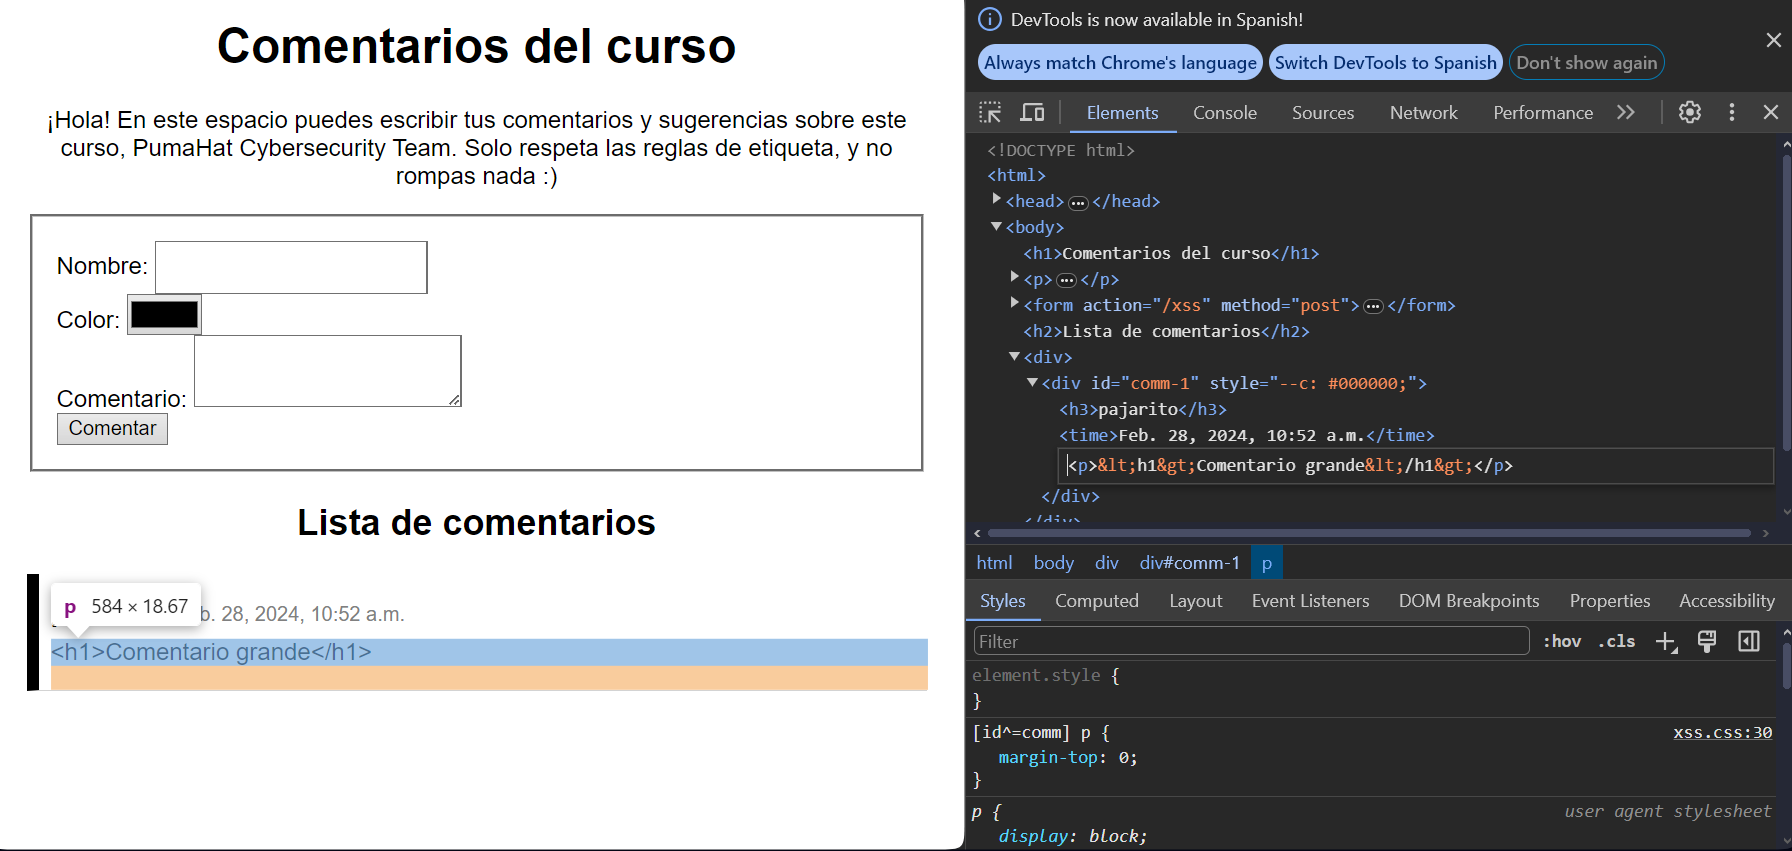 Comentarios del curso
¡Hola! En este espacio puedes escribir tus comentarios y sugerencias sobre este
curso, PumaHat Cybersecurity Team. Solo respeta las reglas de etiqueta, y no
rompas nada :)
Nombre:
Color:
Comentario:
Comentar
Lista de comentarios
p 584 × 18.67
b. 28, 2024, 10:52 a.m.
<h1>Comentario grande</h1>
DevTools is now available in Spanish!
Always match Chrome's language Switch DevTools to Spanish Don't show again
Elements Console Sources Network Performance
<!DOCTYPE html>
<html>
<head> ••• </head>
<body>
<h1>Comentarios del curso</h1>
<p> ••• </p>
<form action="/xss" method="post"> ••• </form>
<h2>Lista de comentarios</h2>
<div>
<div id="comm-1" style="--c: #000000;">
<h3>pajarito</h3>
<time>Feb. 28, 2024, 10:52 a.m.</time>
<p>&lt;h1&gt;Comentario grande&lt;/h1&gt;</p>
</div>
</div>
html body div div#comm-1 p
Styles Computed Layout Event Listeners DOM Breakpoints Properties Accessibility
Filter :hov .cls
element.style {
}
[id^=comm] p { xss.css:30
margin-top: 0;
}
p { user agent stylesheet
display: block;